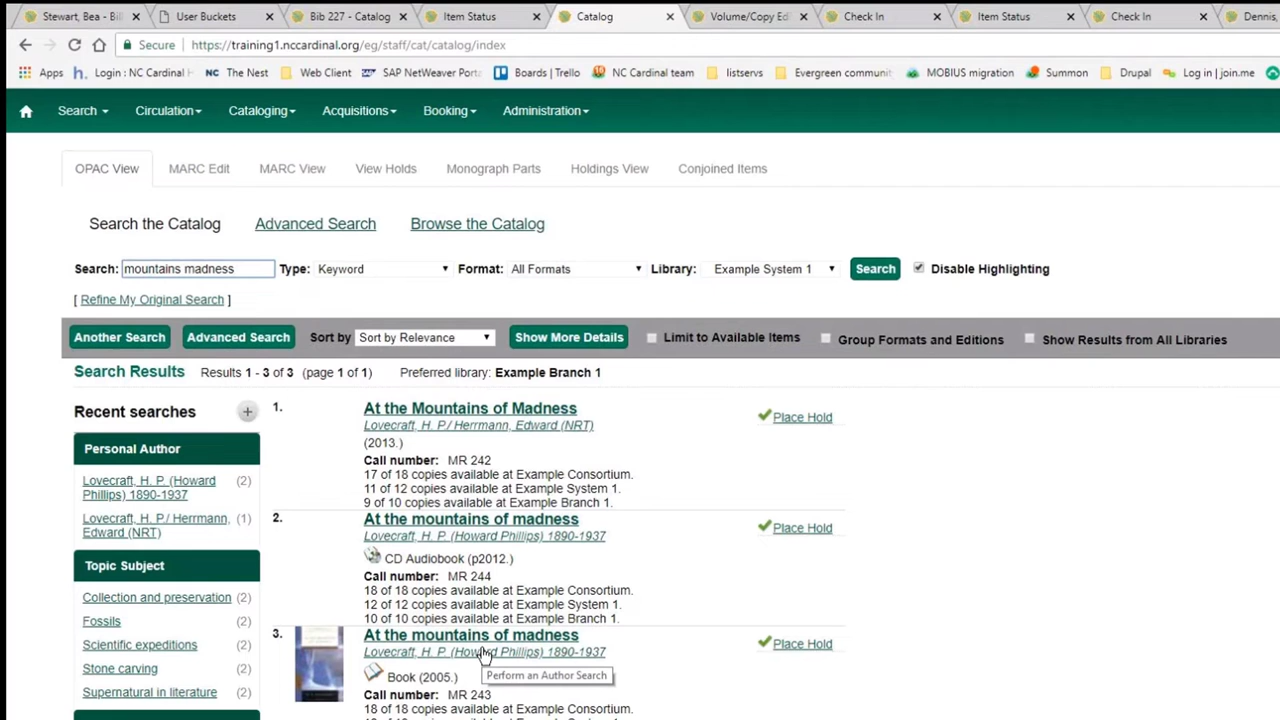 Stewart, Bea - Bill
User Buckets
Bib 227 - Catalog
Item Status
Catalog
Volume/Copy Edi
Check In
Item Status
Check In
Dennis,
Secure
https://training1.nccardinal.org/eg/staff/cat/catalog/index
Apps
Login : NC Cardinal H
NC The Nest
Web Client
SAP NetWeaver Port
Boards | Trello
NC Cardinal team
listservs
Evergreen communit
MOBIUS migration
Summon
Drupal
Log in | join.me
Search
Circulation
Cataloging
Acquisitions
Booking
Administration
OPAC View
MARC Edit
MARC View
View Holds
Monograph Parts
Holdings View
Conjoined Items
Search the Catalog
Advanced Search
Browse the Catalog
Search: mountains madness Type: Keyword Format: All Formats Library: Example System 1 Search Disable Highlighting
[ Refine My Original Search ]
Another Search
Advanced Search
Sort by Sort by Relevance
Show More Details
Limit to Available Items
Group Formats and Editions
Show Results from All Libraries
Search Results Results 1 - 3 of 3 (page 1 of 1) Preferred library: Example Branch 1
Recent searches +
Personal Author
Lovecraft, H. P. (Howard (2)
Phillips) 1890-1937
Lovecraft, H. P./ Herrmann, (1)
Edward (NRT)
Topic Subject
Collection and preservation (2)
Fossils (2)
Scientific expeditions (2)
Stone carving (2)
Supernatural in literature (2)
1. At the Mountains of Madness
Lovecraft, H. P./ Herrmann, Edward (NRT)
(2013.)
Call number: MR 242
17 of 18 copies available at Example Consortium.
11 of 12 copies available at Example System 1.
9 of 10 copies available at Example Branch 1.
Place Hold
2. At the mountains of madness
Lovecraft, H. P. (Howard Phillips) 1890-1937
CD Audiobook (p2012.)
Call number: MR 244
18 of 18 copies available at Example Consortium.
12 of 12 copies available at Example System 1.
10 of 10 copies available at Example Branch 1.
Place Hold
3. At the mountains of madness
Lovecraft, H. P. (Howard Phillips) 1890-1937
Perform an Author Search
Book (2005.)
Call number: MR 243
18 of 18 copies available at Example Consortium.
Place Hold